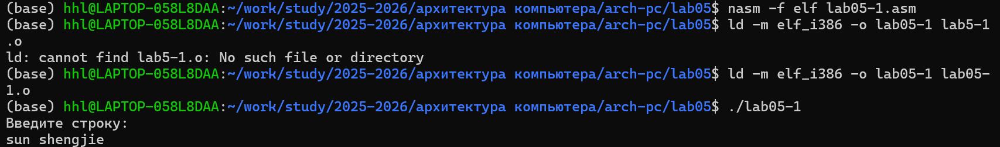 (base) hhl@LAPTOP-058L8DAA:~/work/study/2025-2026/архитектура компьютера/arch-pc/lab05$ nasm -f elf lab05-1.asm
(base) hhl@LAPTOP-058L8DAA:~/work/study/2025-2026/архитектура компьютера/arch-pc/lab05$ ld -m elf_i386 -o lab05-1 lab5-1
.o
ld: cannot find lab5-1.o: No such file or directory
(base) hhl@LAPTOP-058L8DAA:~/work/study/2025-2026/архитектура компьютера/arch-pc/lab05$ ld -m elf_i386 -o lab05-1 lab05-
1.o
(base) hhl@LAPTOP-058L8DAA:~/work/study/2025-2026/архитектура компьютера/arch-pc/lab05$ ./lab05-1
Введите строку:
sun shengjie